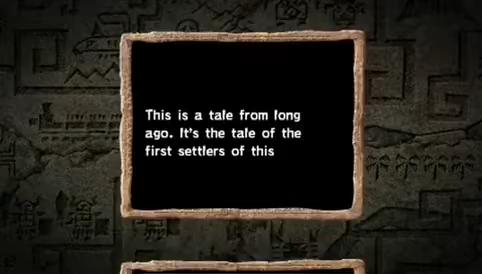 This is a tale from long
ago. It's the tale of the
first settlers of this